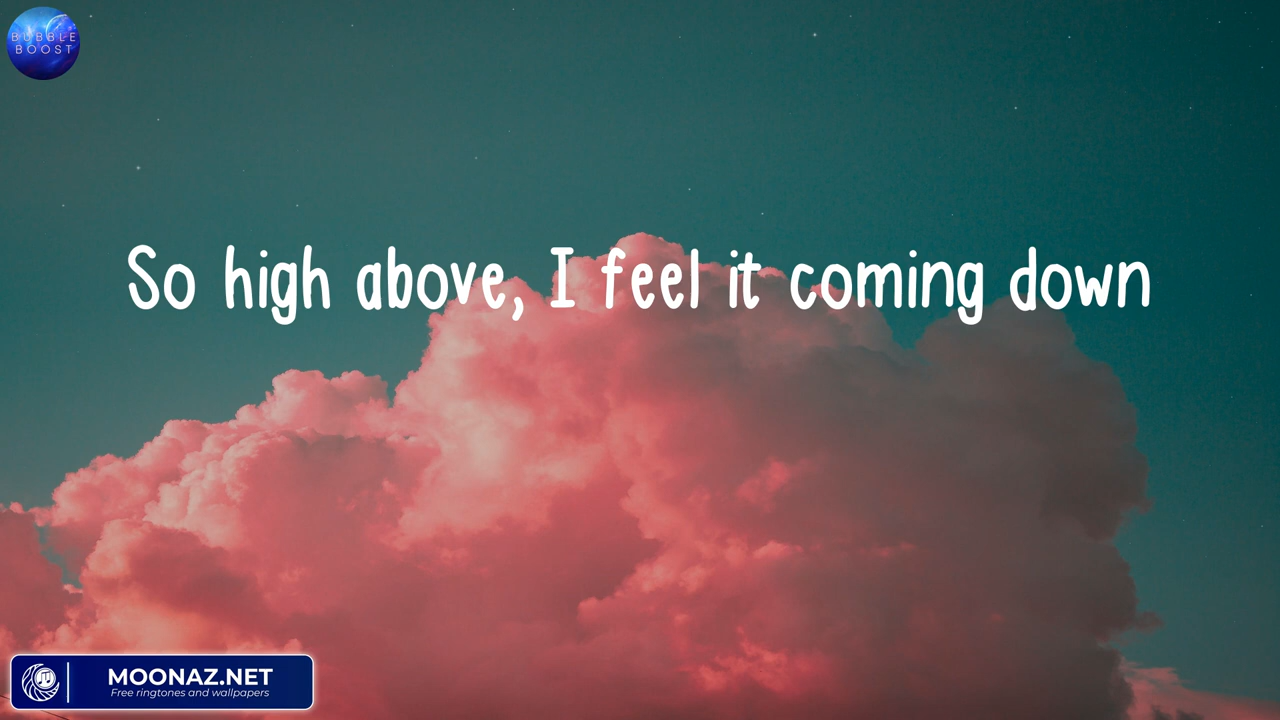 BUBBLE
BOOST
So high above, I feel it coming down
MOONAZ.NET
Free ringtones and wallpapers